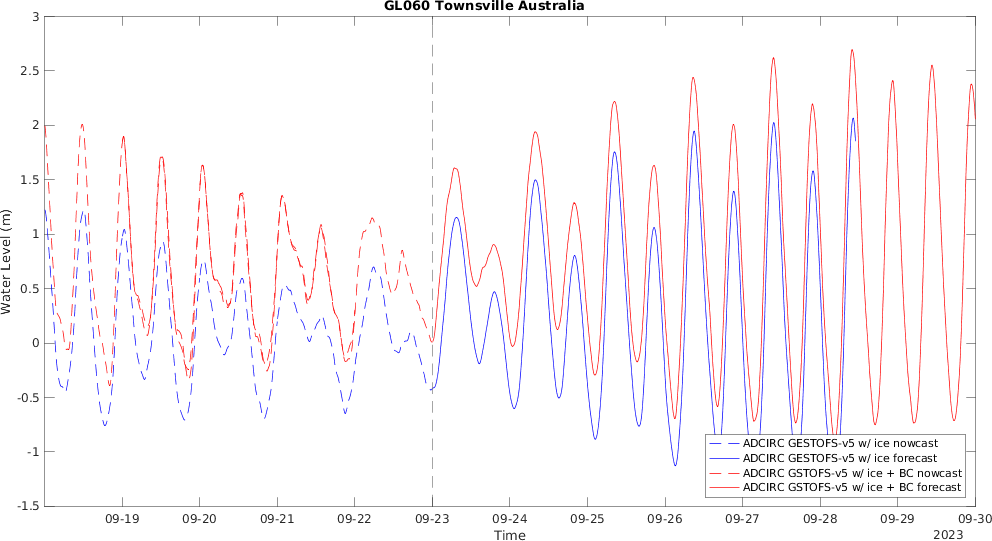 GL060 Townsville Australia
3
2.5
2
1.5
1
0.5
0
-0.5
-1
-1.5
Water Level (m)
ADCIRC GESTOFS-v5 w/ ice nowcast
ADCIRC GESTOFS-v5 w/ ice forecast
ADCIRC GSTOFS-v5 w/ ice + BC nowcast
ADCIRC GSTOFS-v5 w/ ice + BC forecast
09-19 09-20 09-21 09-22 09-23 09-24 09-25 09-26 09-27 09-28 09-29 09-30
Time
2023